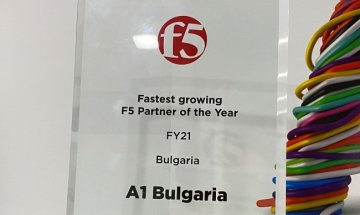 f5
Fastest growing
F5 Partner of the Year
FY21
Bulgaria
A1 Bulgaria